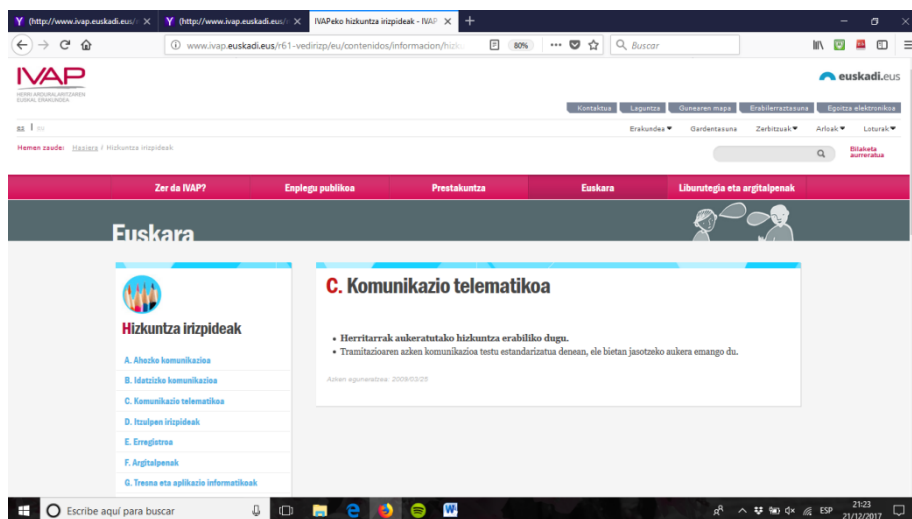 (http://www.ivap.euskadi.eus/r
(http://www.ivap.euskadi.eus/r
IVAPeko hizkuntza irizpideak - IVAP
www.ivap.euskadi.eus/r61-vedirizp/eu/contenidos/informacion/hizku
80%
Buscar
IVAP
HERRI ARDURALARITZAREN
EUSKAL ERAKUNDEA
euskadi.eus
Kontaktua Laguntza Gunearen mapa Erabilerraztasuna Egoitza elektronikoa
eu
Erakundea Gardentasuna Zerbitzuak Arloak Loturak
Hemen zaude: Hasiera / Hizkuntza irizpideak
Bilaketa
aurreratua
Zer da IVAP? Enplegu publikoa Prestakuntza Euskara Liburutegia eta argitalpenak
Euskara
Hizkuntza irizpideak
A. Ahozko komunikazioa
B. Idatzizko komunikazioa
C. Komunikazio telematikoa
D. Itzulpen irizpideak
E. Erregistroa
F. Argitalpenak
G. Tresna eta aplikazio informatikoak
C. Komunikazio telematikoa
Herritarrak aukeratutako hizkuntza erabiliko dugu.
Tramitazioaren azken komunikazioa testu estandarizatua denean, ele bietan jasotzeko aukera emango du.
Azken eguneratzea: 2009/03/25
Escribe aquí para buscar
ESP
21:23
21/12/2017